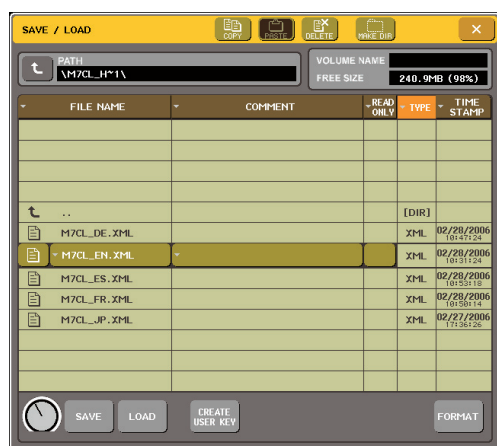 SAVE / LOAD
COPY PASTE DELETE MAKE DIR
PATH
\M7CL_H~1\
VOLUME NAME
FREE SIZE 240.9MB (98%)
FILE NAME COMMENT READ ONLY TYPE TIME STAMP
.. [DIR]
M7CL_DE.XML XML 02/28/2006 10:47:24
M7CL_EN.XML XML 02/28/2006 10:31:24
M7CL_ES.XML XML 02/28/2006 10:53:18
M7CL_FR.XML XML 02/28/2006 10:50:14
M7CL_JP.XML XML 02/27/2006 17:36:26
SAVE LOAD CREATE USER KEY FORMAT